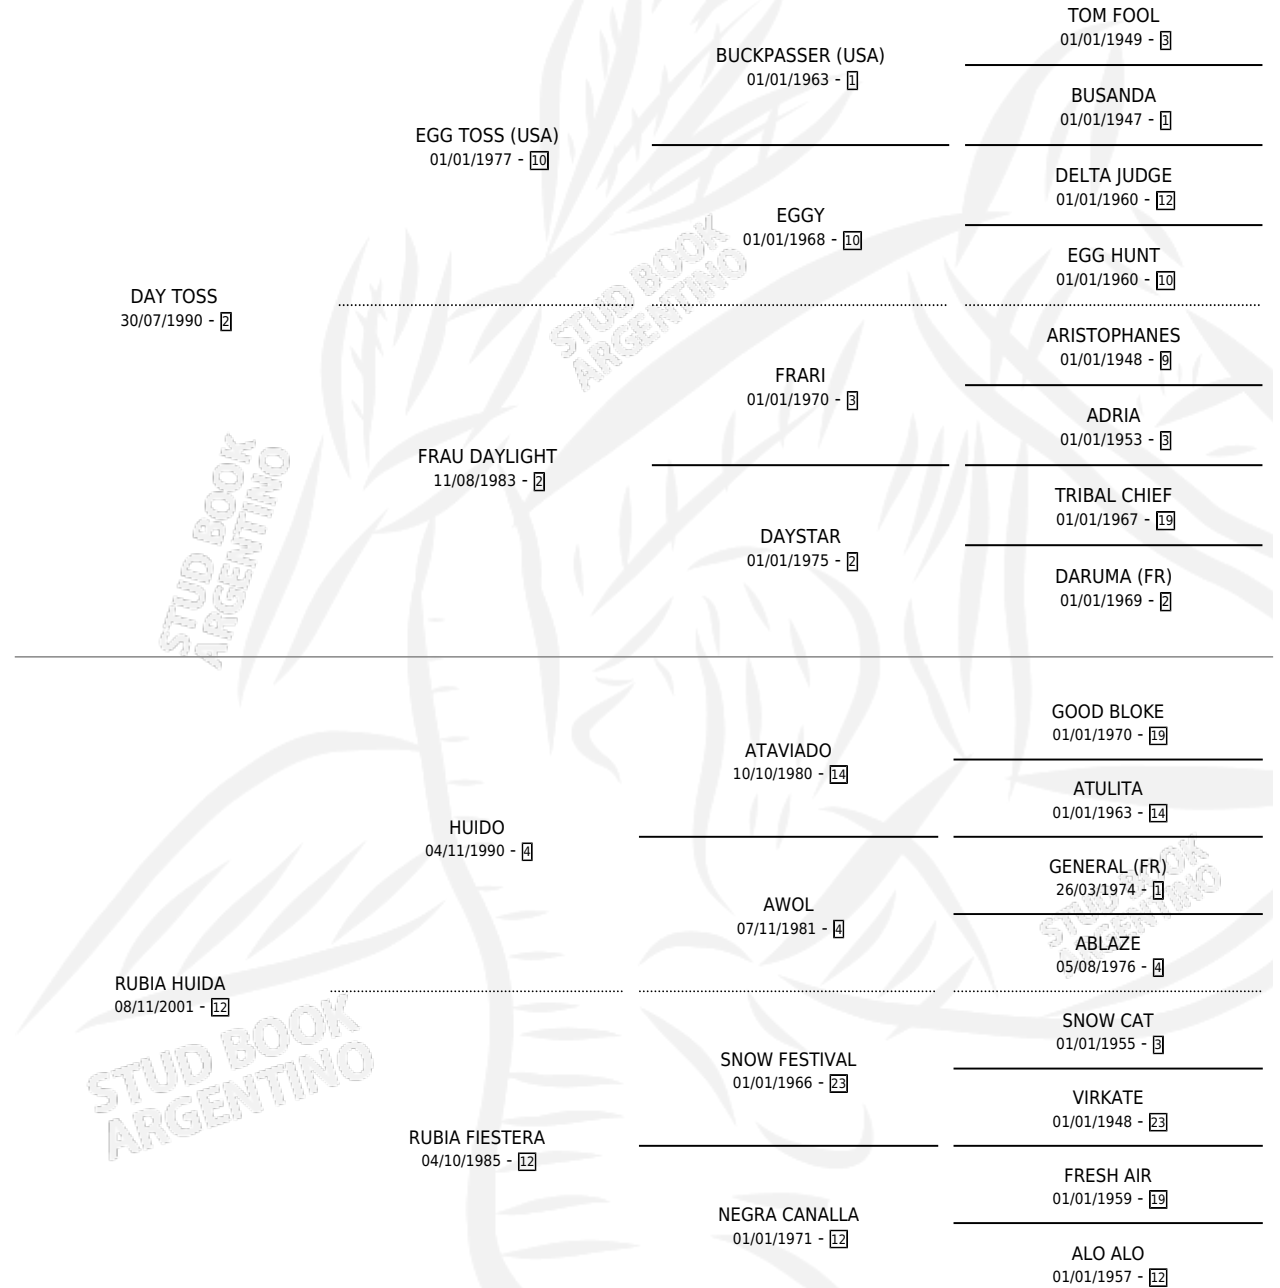 TOM FOOL
01/01/1949 - 3
BUCKPASSER (USA)
01/01/1963 - 1
BUSANDA
01/01/1947 - 1
EGG TOSS (USA)
01/01/1977 - 10
DELTA JUDGE
01/01/1960 - 12
EGGY
01/01/1968 - 10
EGG HUNT
01/01/1960 - 10
DAY TOSS
30/07/1990 - 2
STUD BOOK
ARGENTINO
ARISTOPHANES
01/01/1948 - 9
FRARI
01/01/1970 - 3
ADRIA
01/01/1953 - 3
FRAU DAYLIGHT
11/08/1983 - 2
TRIBAL CHIEF
01/01/1967 - 19
DAYSTAR
01/01/1975 - 2
DARUMA (FR)
01/01/1969 - 2
STUD BOOK
ARGENTINO
GOOD BLOKE
01/01/1970 - 19
ATAVIADO
10/10/1980 - 14
ATULITA
01/01/1963 - 14
HUIDO
04/11/1990 - 4
GENERAL (FR)
26/03/1974 - 1
AWOL
07/11/1981 - 4
STUD BOOK
ARGENTINO
ABLAZE
05/08/1976 - 4
RUBIA HUIDA
08/11/2001 - 12
SNOW CAT
01/01/1955 - 3
SNOW FESTIVAL
01/01/1966 - 23
VIRKATE
01/01/1948 - 23
STUD BOOK
ARGENTINO
RUBIA FIESTERA
04/10/1985 - 12
FRESH AIR
01/01/1959 - 19
NEGRA CANALLA
01/01/1971 - 12
ALO ALO
01/01/1957 - 12